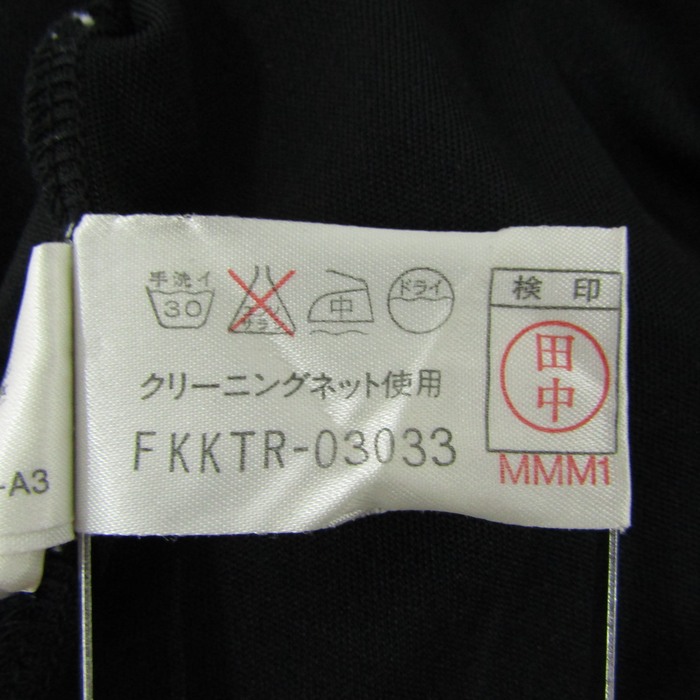 手洗イ
30
エンソ
サラシ
中
ドライ
クリーニングネット使用
FKKTR-03033
検印
田中
MMM1
-A3